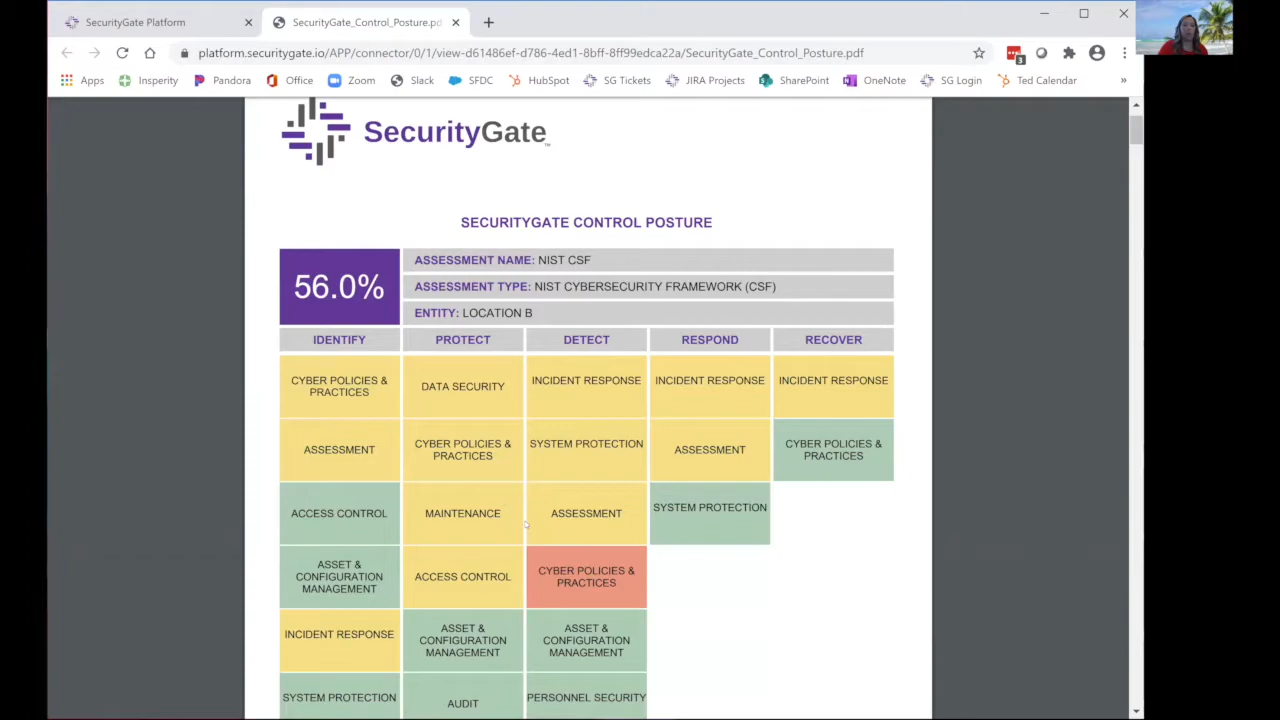 SecurityGate Platform
SecurityGate_Control_Posture.pd
platform.securitygate.io/APP/connector/0/1/view-d61486ef-d786-4ed1-8bff-8ff99edca22a/SecurityGate_Control_Posture.pdf
3
Apps Insperity Pandora Office Zoom Slack SFDC HubSpot SG Tickets JIRA Projects SharePoint OneNote SG Login Ted Calendar »
SecurityGate™
SECURITYGATE CONTROL POSTURE
56.0%
ASSESSMENT NAME: NIST CSF
ASSESSMENT TYPE: NIST CYBERSECURITY FRAMEWORK (CSF)
ENTITY: LOCATION B
IDENTIFY PROTECT DETECT RESPOND RECOVER
CYBER POLICIES &
PRACTICES
DATA SECURITY
INCIDENT RESPONSE
INCIDENT RESPONSE
INCIDENT RESPONSE
ASSESSMENT
CYBER POLICIES &
PRACTICES
SYSTEM PROTECTION
ASSESSMENT
CYBER POLICIES &
PRACTICES
ACCESS CONTROL
MAINTENANCE
ASSESSMENT
SYSTEM PROTECTION
ASSET &
CONFIGURATION
MANAGEMENT
ACCESS CONTROL
CYBER POLICIES &
PRACTICES
INCIDENT RESPONSE
ASSET &
CONFIGURATION
MANAGEMENT
ASSET &
CONFIGURATION
MANAGEMENT
SYSTEM PROTECTION
AUDIT
PERSONNEL SECURITY